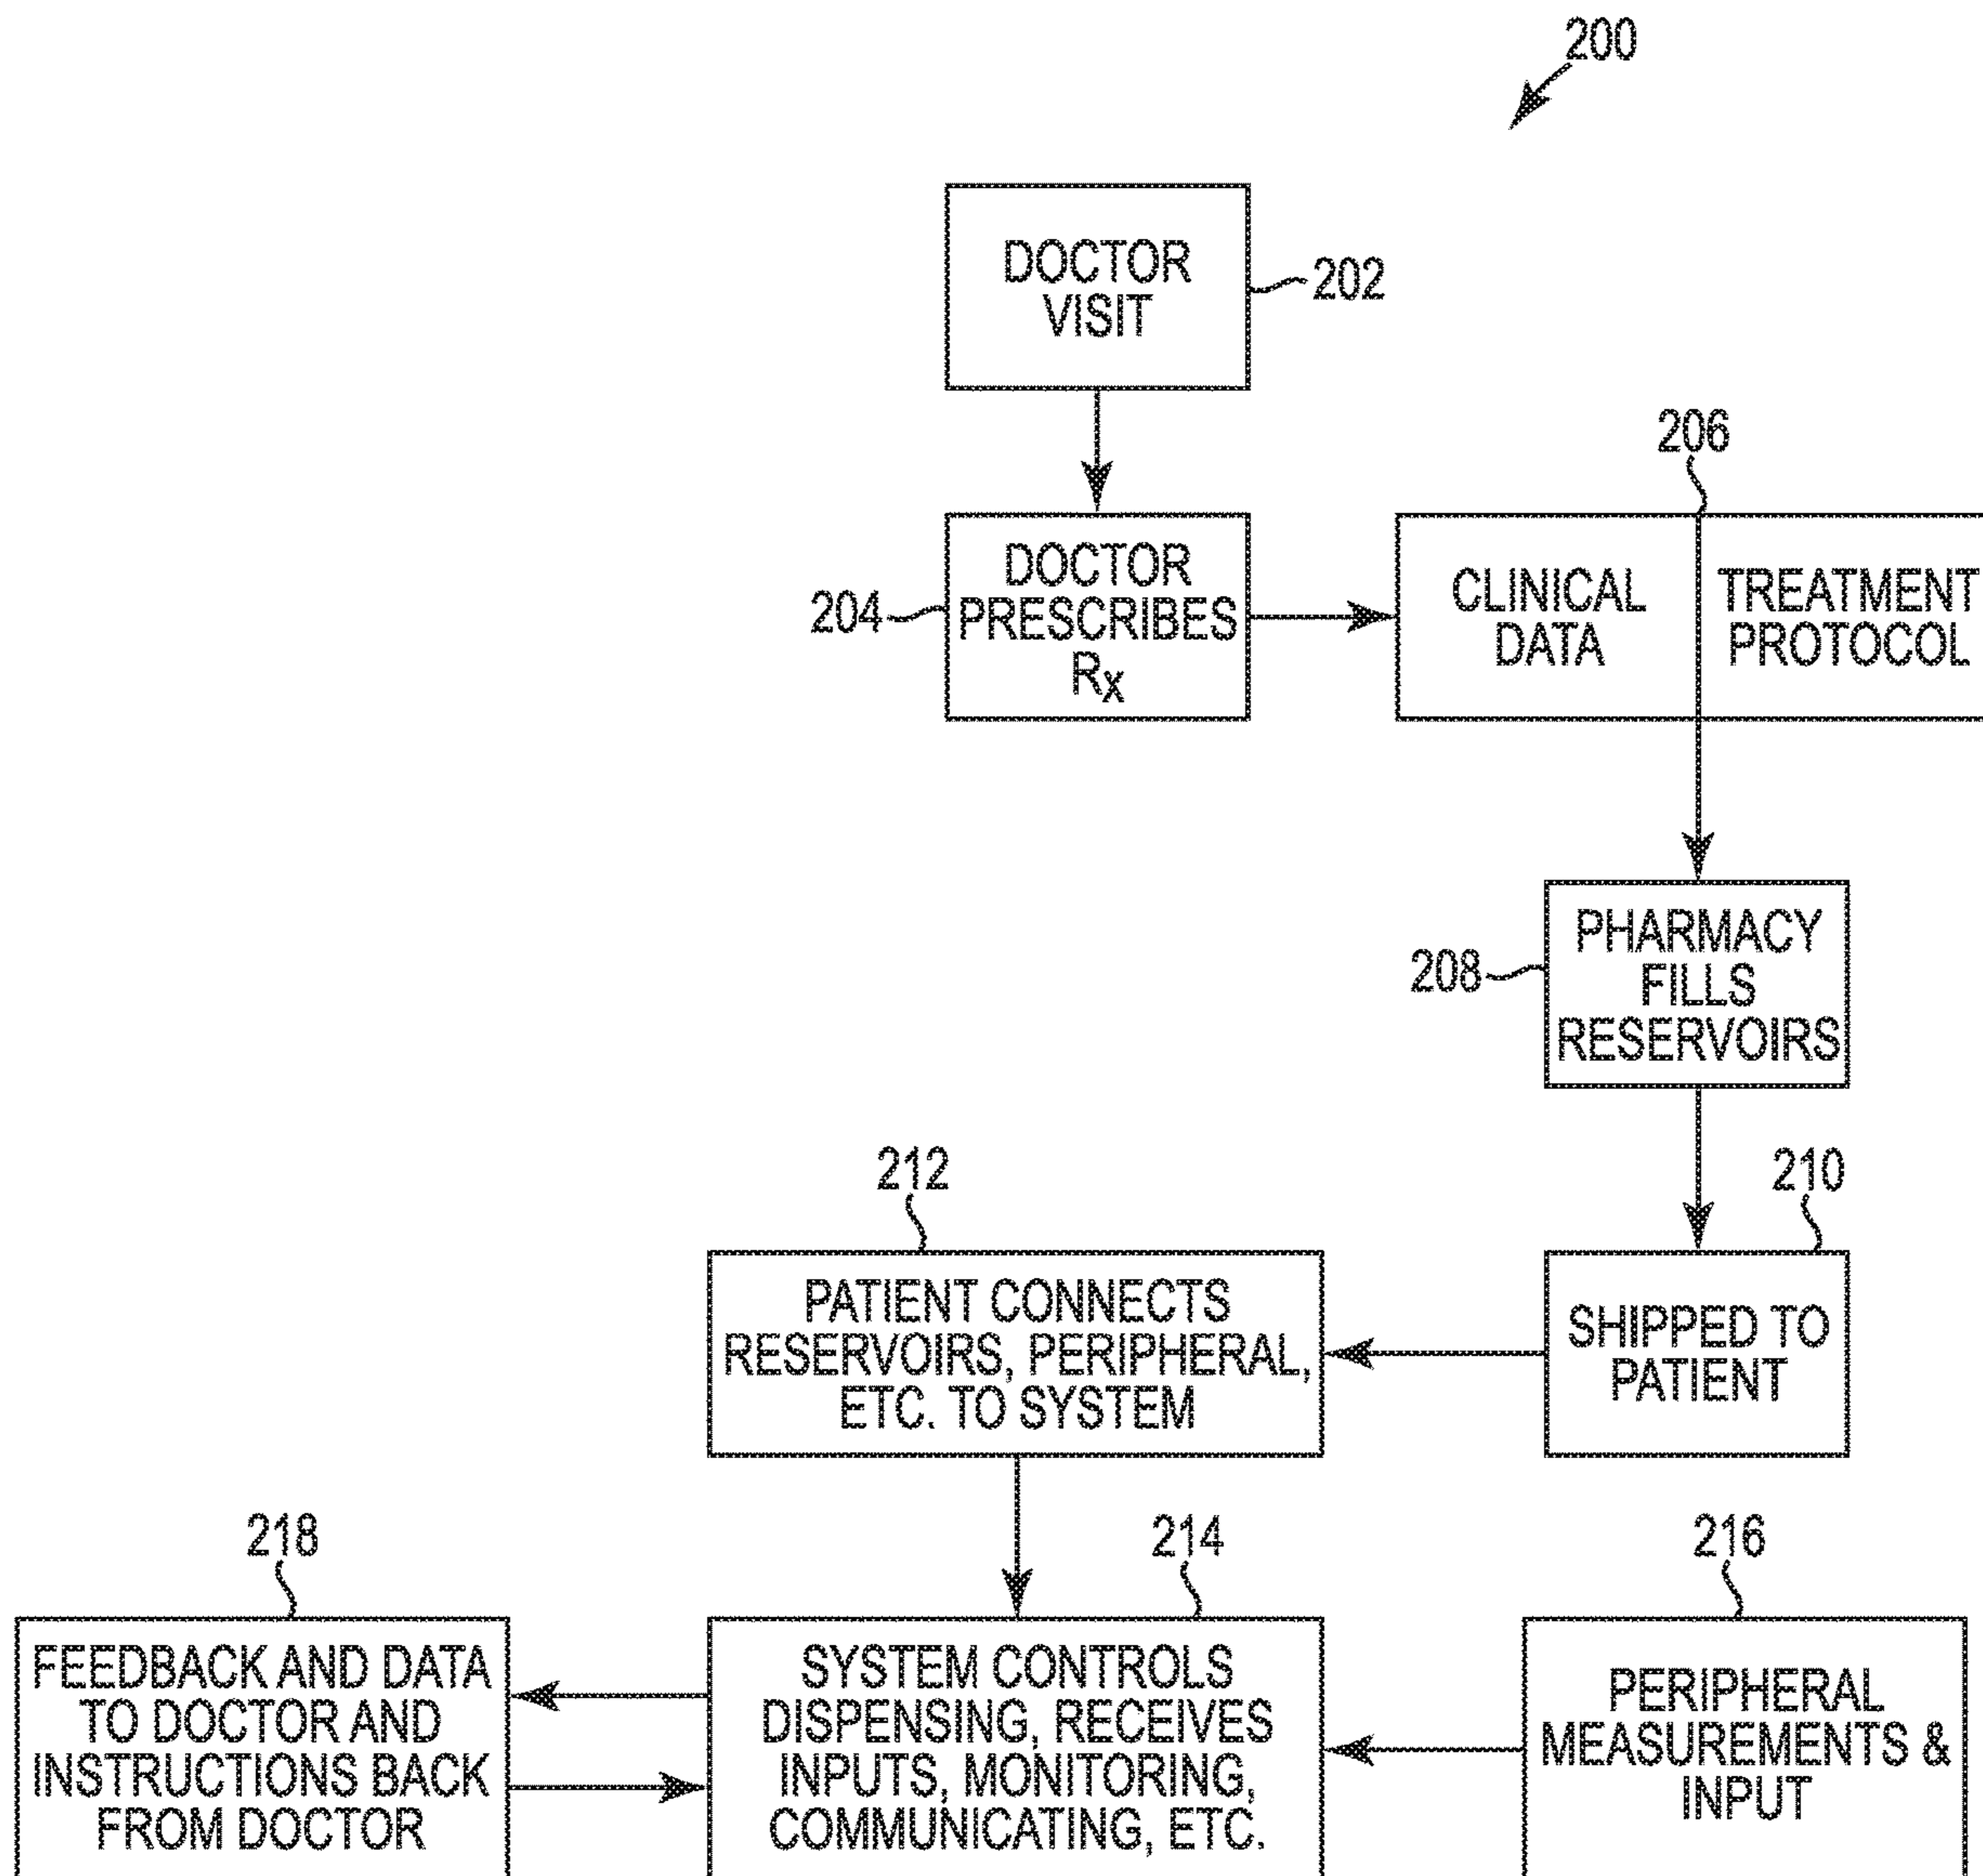 200
DOCTOR
VISIT
202
206
204
DOCTOR
PRESCRIBES
Rx
CLINICAL
DATA
TREATMENT
PROTOCOL
208
PHARMACY
FILLS
RESERVOIRS
212
210
PATIENT CONNECTS
RESERVOIRS, PERIPHERAL,
ETC. TO SYSTEM
SHIPPED TO
PATIENT
218
214
216
FEEDBACK AND DATA
TO DOCTOR AND
INSTRUCTIONS BACK
FROM DOCTOR
SYSTEM CONTROLS
DISPENSING, RECEIVES
INPUTS, MONITORING,
COMMUNICATING, ETC.
PERIPHERAL
MEASUREMENTS &
INPUT